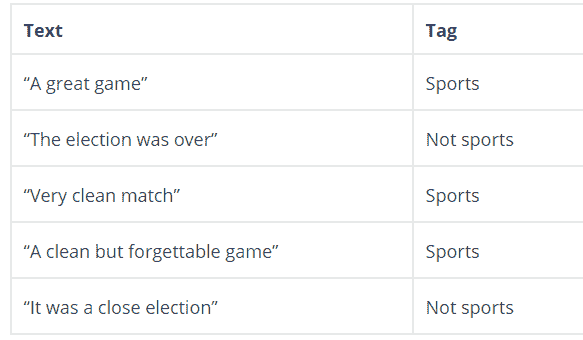 Text Tag
“A great game” Sports
“The election was over” Not sports
“Very clean match” Sports
“A clean but forgettable game” Sports
“It was a close election” Not sports